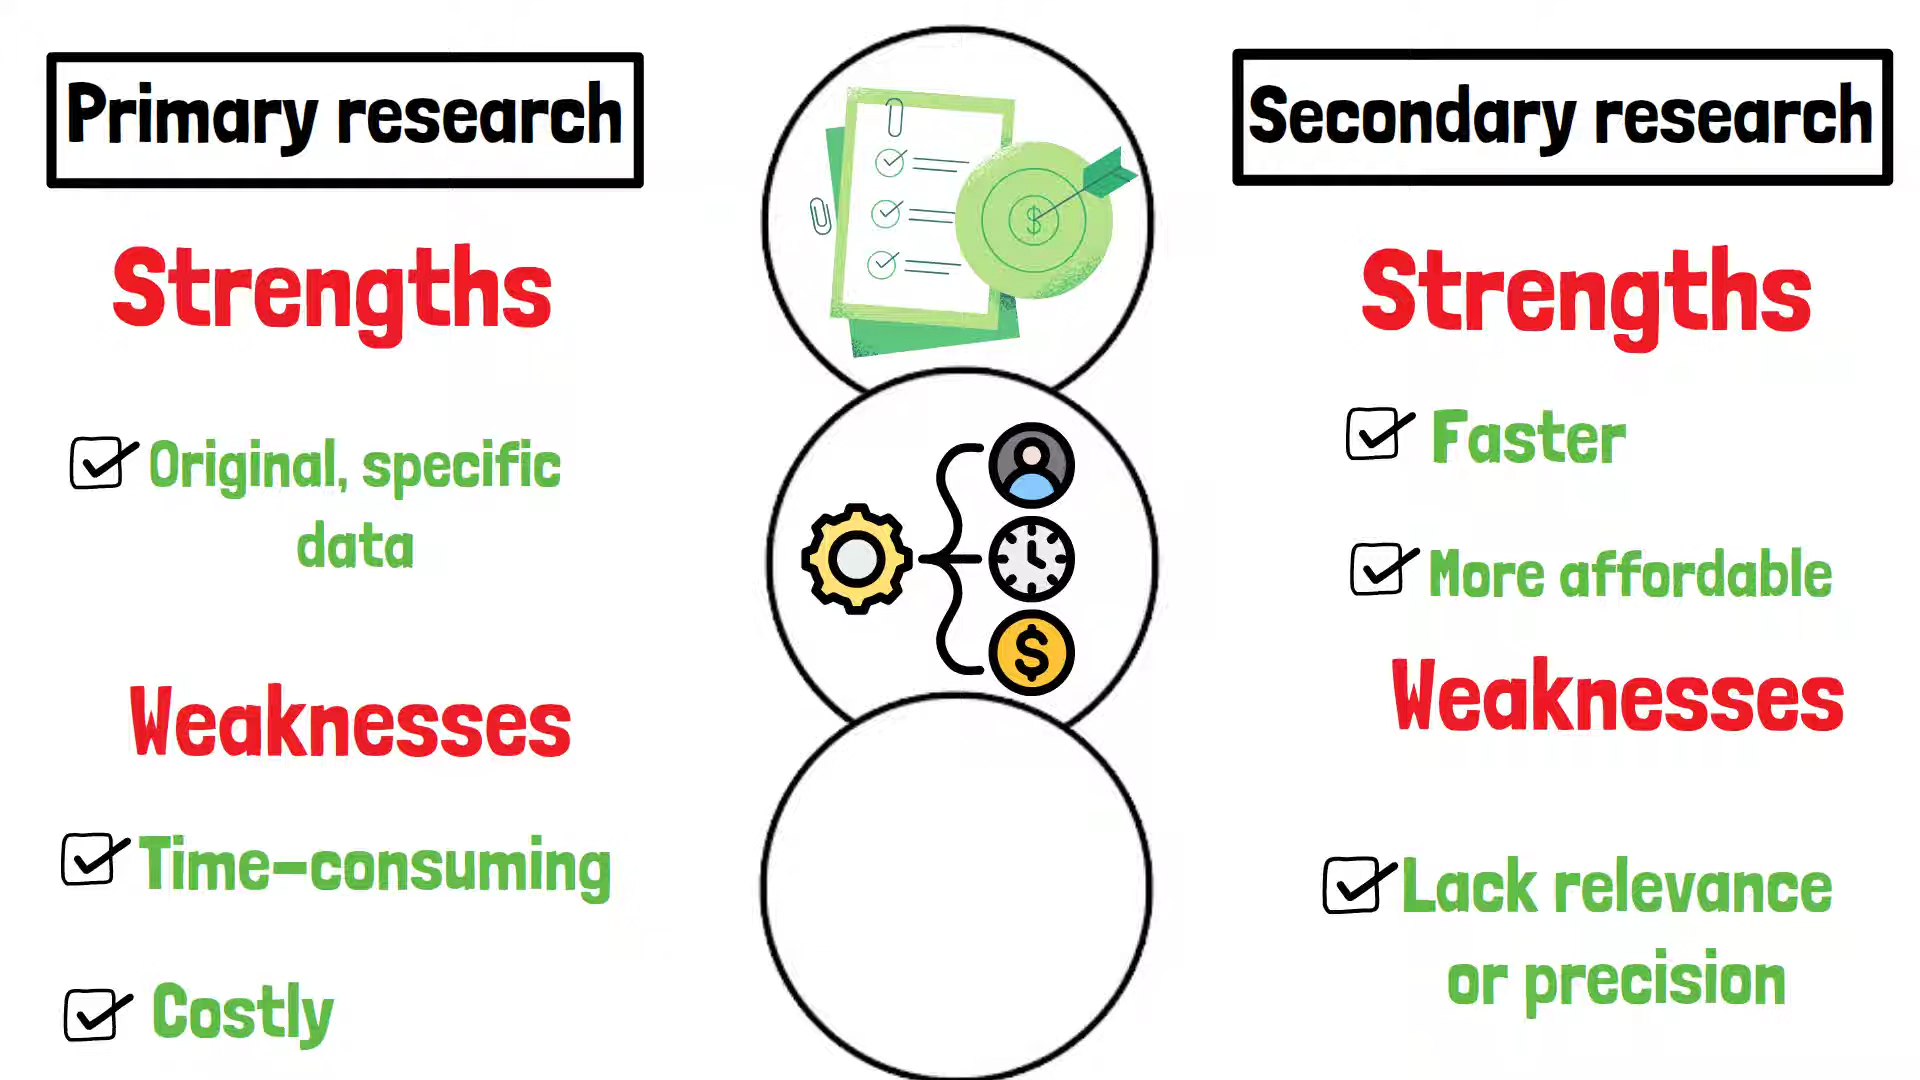 Primary research
Strengths
Original, specific
data
Weaknesses
Time-consuming
Costly
$
$
Secondary research
Strengths
Faster
More affordable
Weaknesses
Lack relevance
or precision